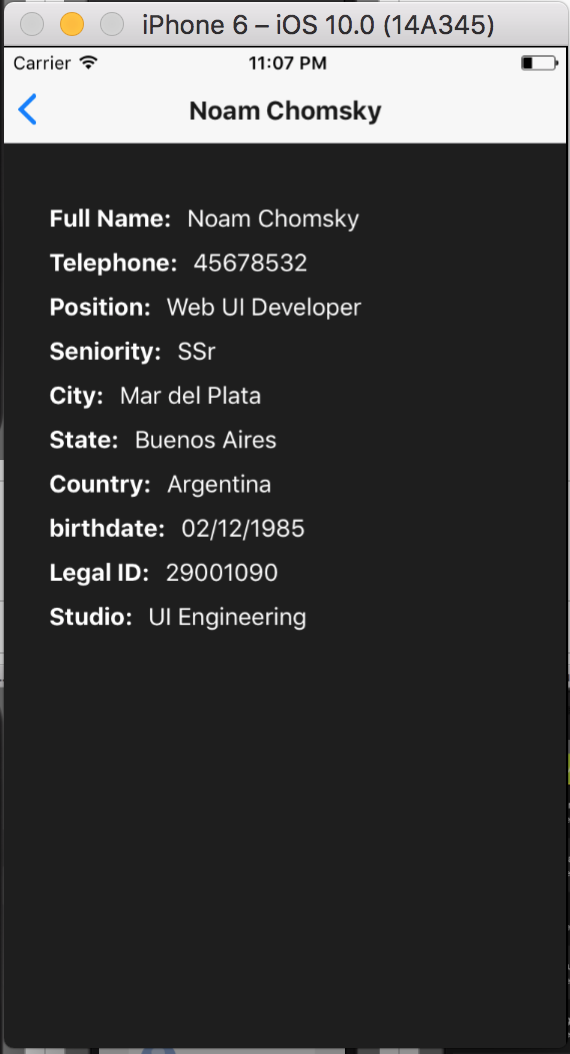 iPhone 6 – iOS 10.0 (14A345)
Carrier 11:07 PM
Noam Chomsky
Full Name: Noam Chomsky
Telephone: 45678532
Position: Web UI Developer
Seniority: SSr
City: Mar del Plata
State: Buenos Aires
Country: Argentina
birthdate: 02/12/1985
Legal ID: 29001090
Studio: UI Engineering